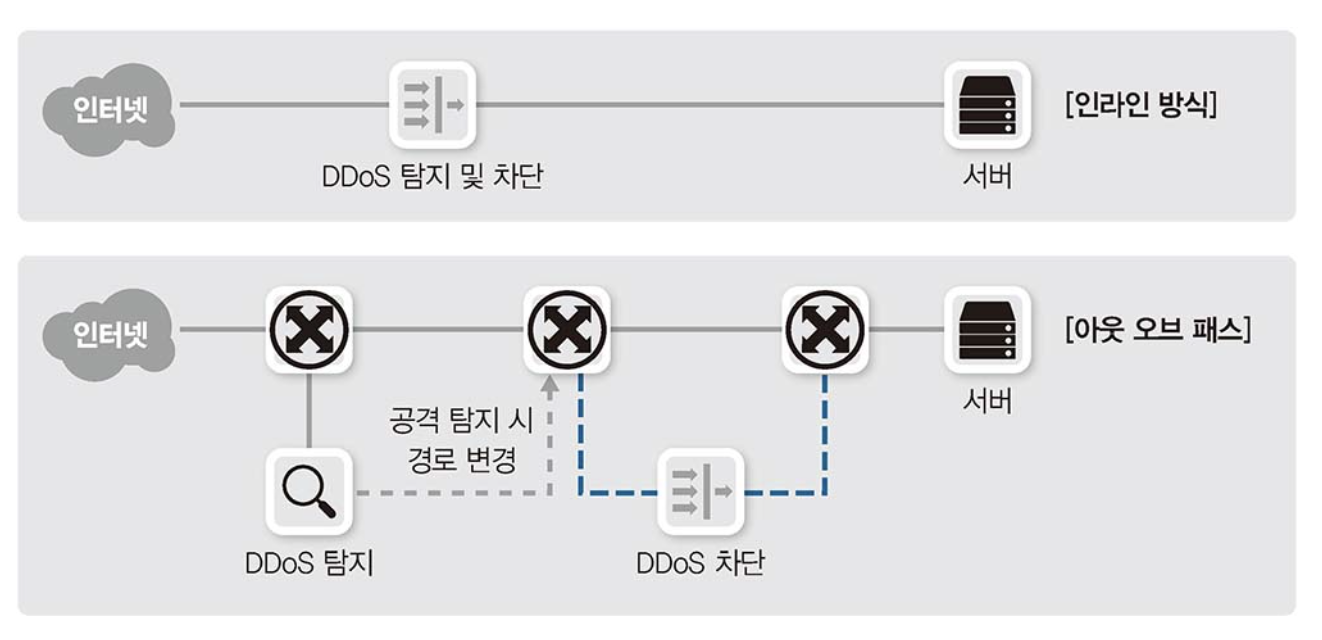 인터넷
DDoS 탐지 및 차단
서버
[인라인 방식]
인터넷
[아웃 오브 패스]
서버
공격 탐지 시
경로 변경
DDoS 탐지
DDoS 차단